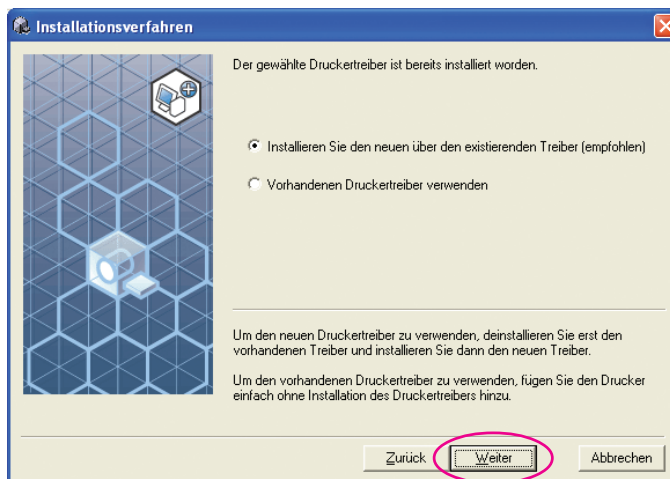 Installationsverfahren
Der gewählte Druckertreiber ist bereits installiert worden.
Installieren Sie den neuen über den existierenden Treiber (empfohlen)
Vorhandenen Druckertreiber verwenden
Um den neuen Druckertreiber zu verwenden, deinstallieren Sie erst den
vorhandenen Treiber und installieren Sie dann den neuen Treiber.
Um den vorhandenen Druckertreiber zu verwenden, fügen Sie den Drucker
einfach ohne Installation des Druckertreibers hinzu.
Zurück Weiter Abbrechen